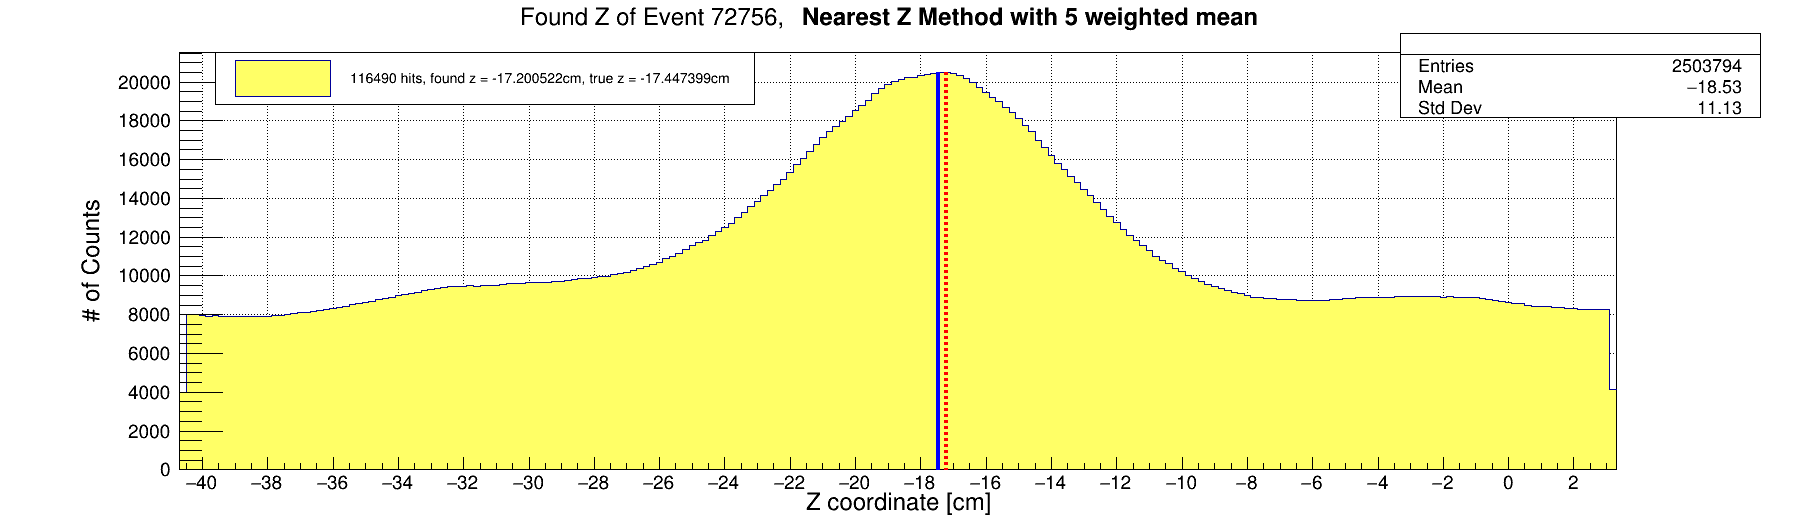 Found Z of Event 72756, Nearest Z Method with 5 weighted mean
116490 hits, found z = -17.200522cm, true z = -17.447399cm
Entries 2503794
Mean −18.53
Std Dev 11.13
# of Counts
20000
18000
16000
14000
12000
10000
8000
6000
4000
2000
0
−40 −38 −36 −34 −32 −30 −28 −26 −24 −22 −20 −18 −16 −14 −12 −10 −8 −6 −4 −2 0 2
Z coordinate [cm]